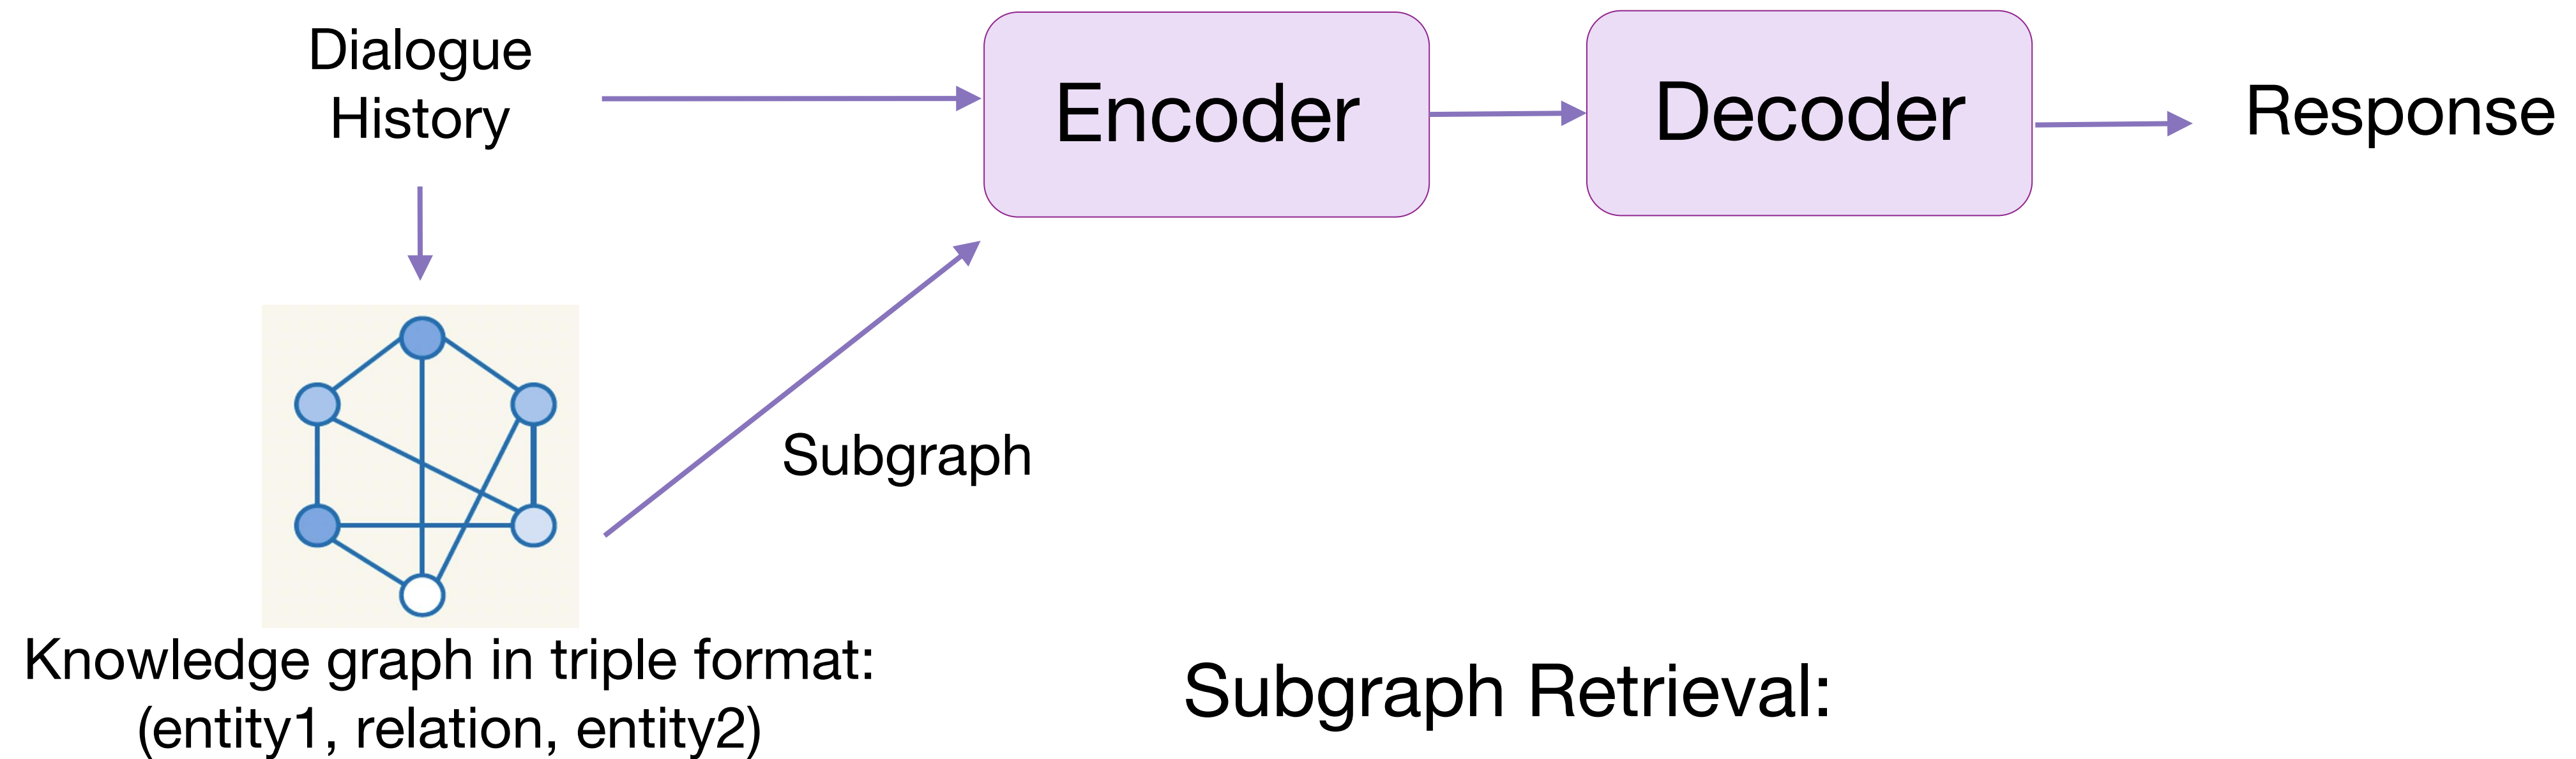 Dialogue
History
Encoder
Decoder
Response
Subgraph
Knowledge graph in triple format:
(entity1, relation, entity2)
Subgraph Retrieval: